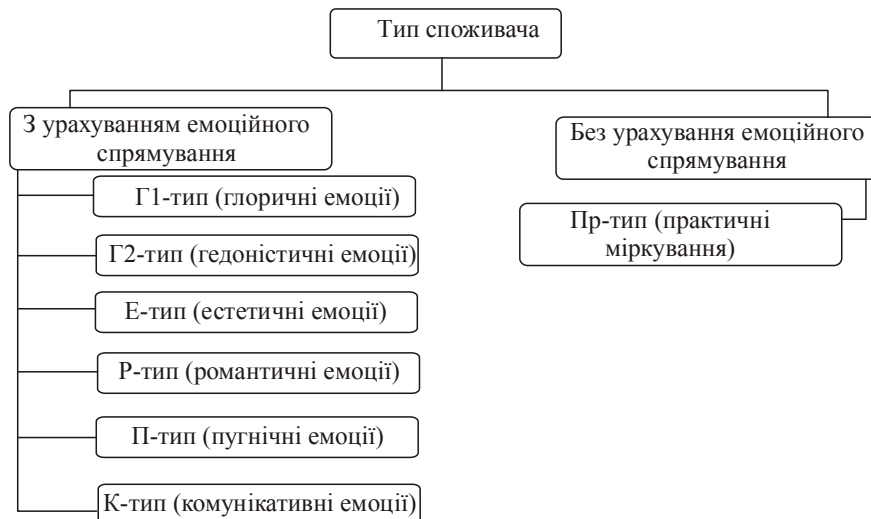 Тип споживача
З урахуванням емоційного
спрямування
Без урахування емоційного
спрямування
Г1-тип (глоричні емоції)
Г2-тип (гедоністичні емоції)
Е-тип (естетичні емоції)
Р-тип (романтичні емоції)
П-тип (пугнічні емоції)
К-тип (комунікативні емоції)
Пр-тип (практичні
міркування)